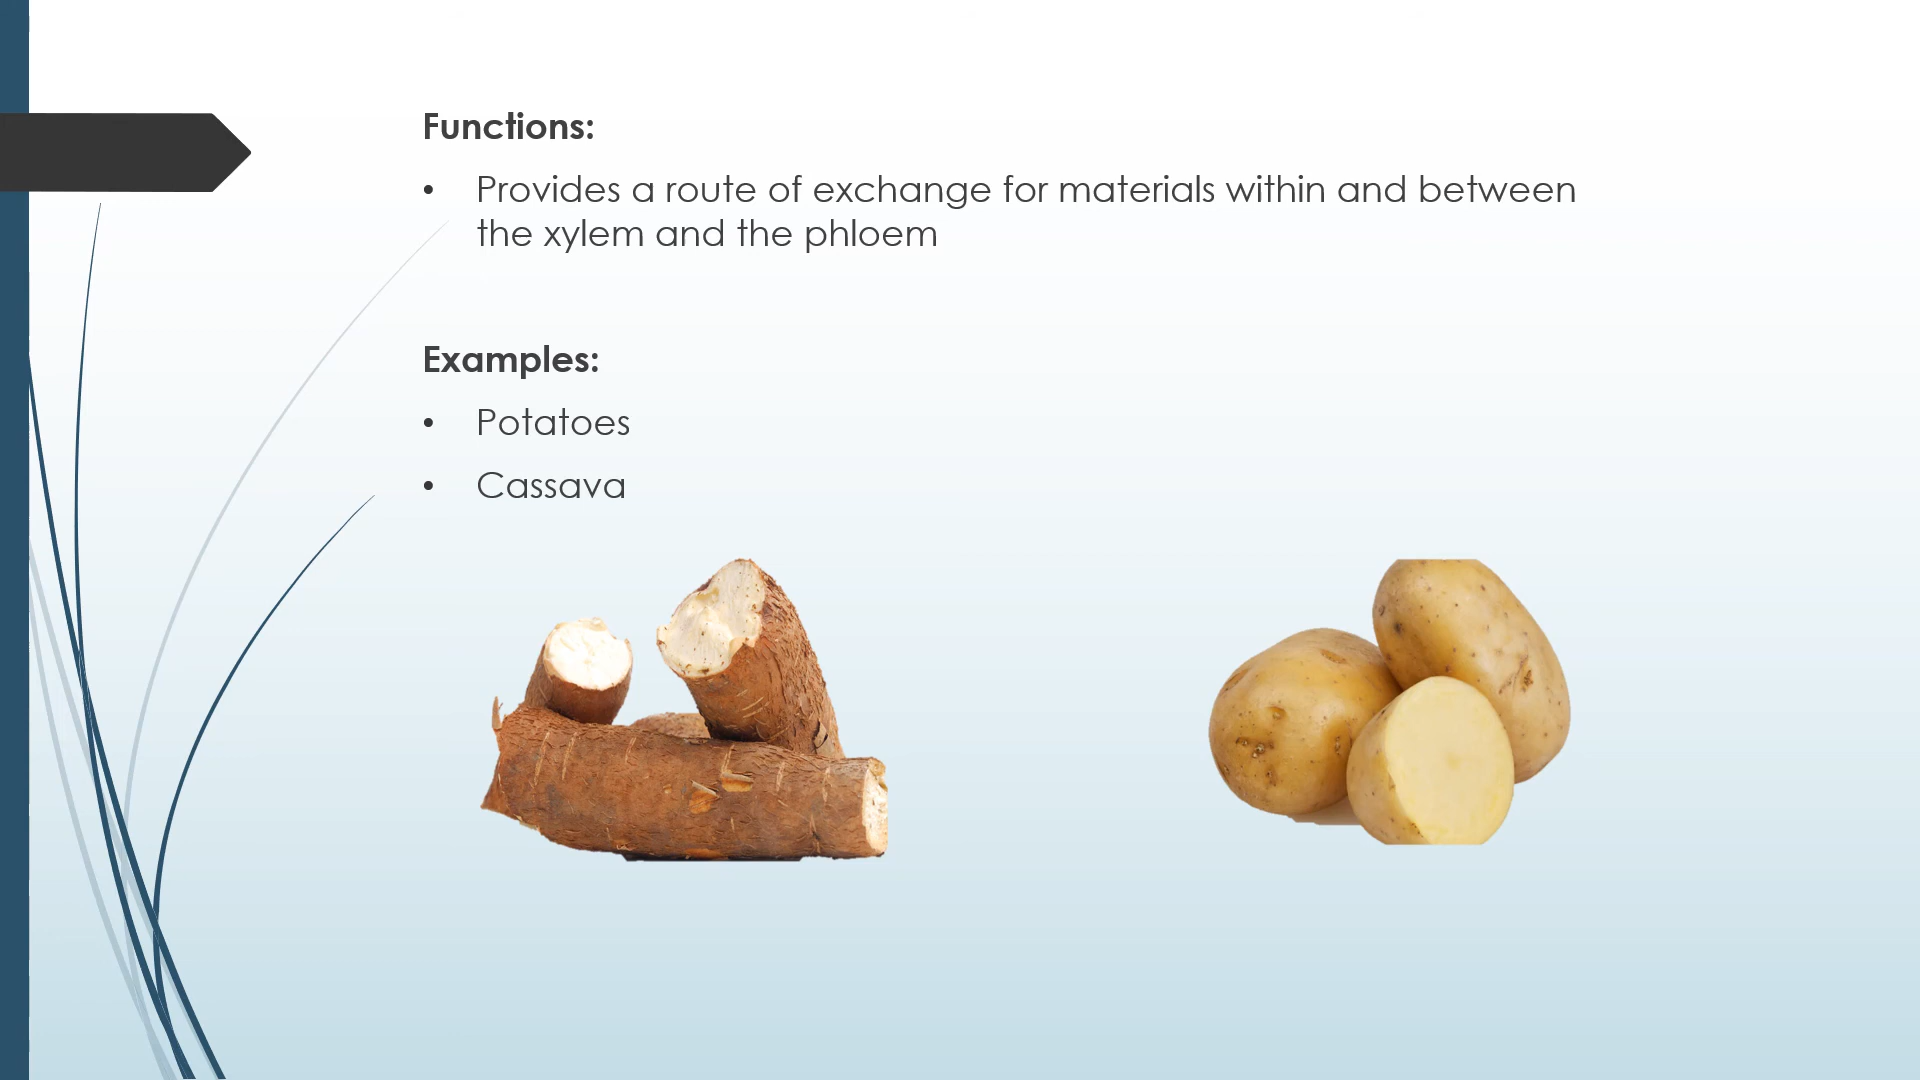 Functions:
• Provides a route of exchange for materials within and between
the xylem and the phloem
Examples:
• Potatoes
• Cassava